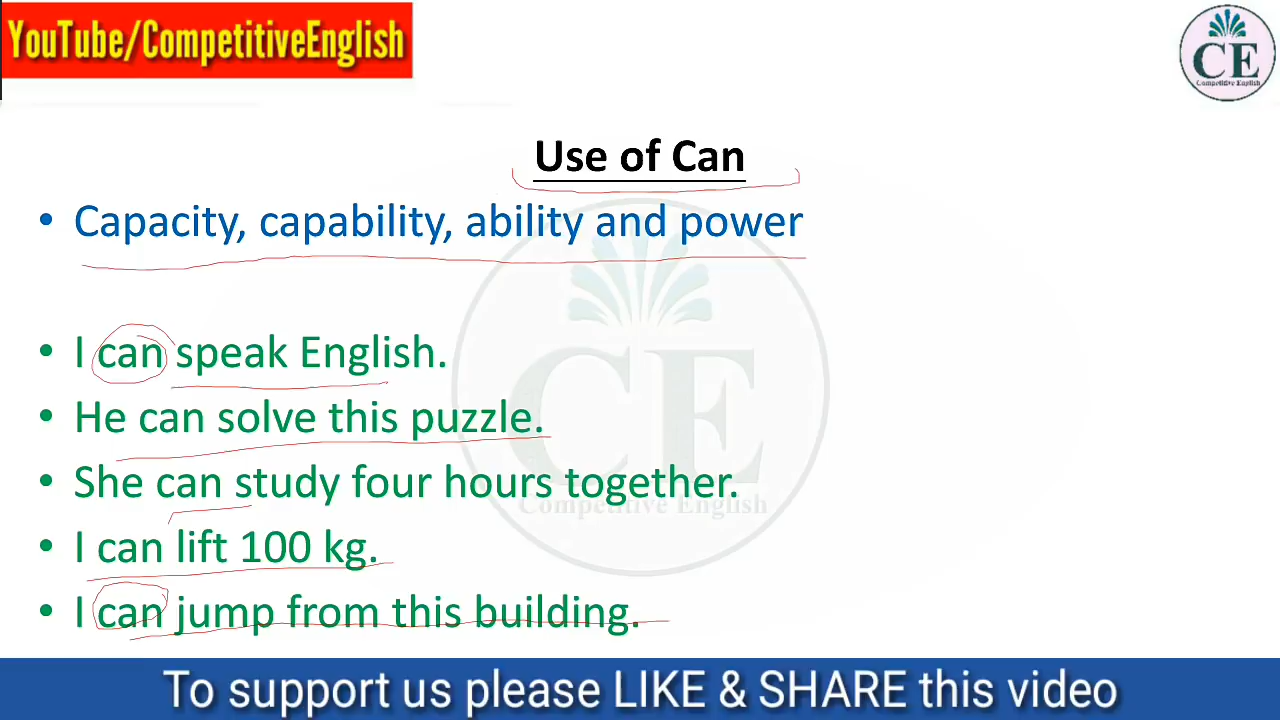 YouTube/CompetitiveEnglish
CE
Competitive English
Use of Can
• Capacity, capability, ability and power
• I can speak English.
• He can solve this puzzle.
• She can study four hours together.
• I can lift 100 kg.
• I can jump from this building.
CE
Competitive English
To support us please LIKE & SHARE this video